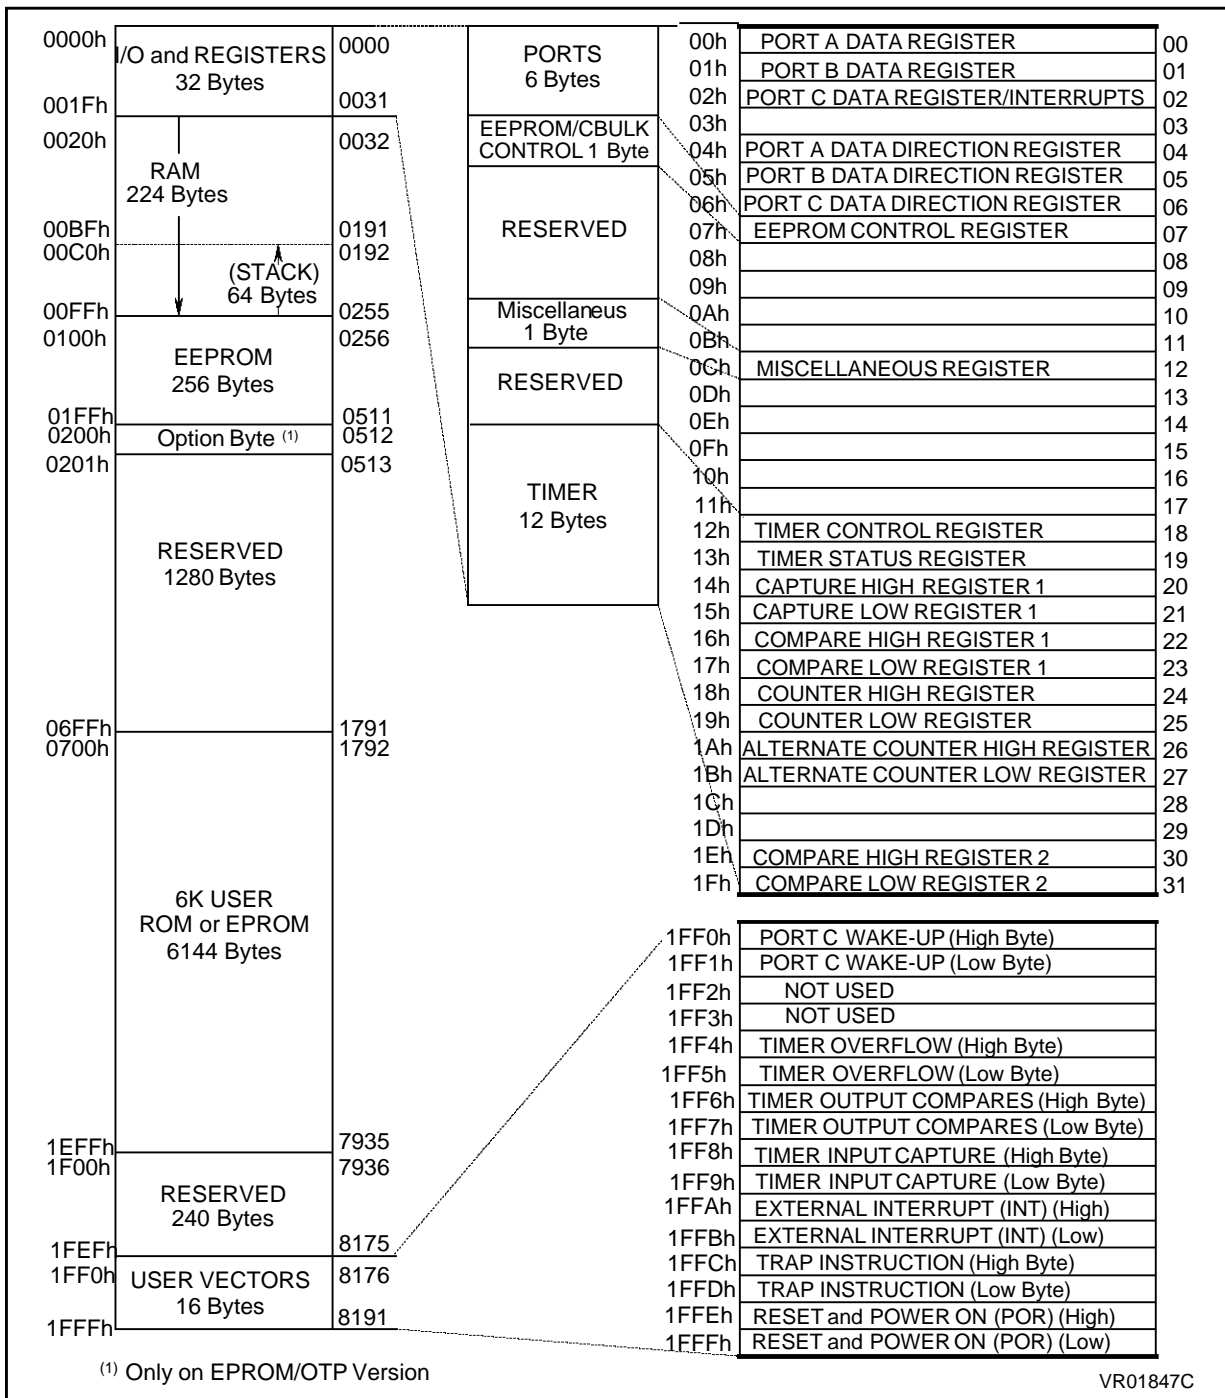 0000h
I/O and REGISTERS
32 Bytes
0000
001Fh
0031
0020h
0032
RAM
224 Bytes
00BFh
0191
00C0h
0192
(STACK)
64 Bytes
00FFh
0255
0100h
0256
EEPROM
256 Bytes
01FFh
0511
0200h
Option Byte (1)
0512
0201h
0513
RESERVED
1280 Bytes
06FFh
1791
0700h
1792
6K USER
ROM or EPROM
6144 Bytes
1EFFh
7935
1F00h
7936
RESERVED
240 Bytes
1FEFh
8175
1FF0h
USER VECTORS
8176
16 Bytes
1FFFh
8191
(1) Only on EPROM/OTP Version
PORTS
6 Bytes
EEPROM/CBULK
CONTROL 1 Byte
RESERVED
Miscellaneus
1 Byte
RESERVED
TIMER
12 Bytes
00h PORT A DATA REGISTER 00
01h PORT B DATA REGISTER 01
02h PORT C DATA REGISTER/INTERRUPTS 02
03h 03
04h PORT A DATA DIRECTION REGISTER 04
05h PORT B DATA DIRECTION REGISTER 05
06h PORT C DATA DIRECTION REGISTER 06
07h EEPROM CONTROL REGISTER 07
08h 08
09h 09
0Ah 10
0Bh 11
0Ch MISCELLANEOUS REGISTER 12
0Dh 13
0Eh 14
0Fh 15
10h 16
11h 17
12h TIMER CONTROL REGISTER 18
13h TIMER STATUS REGISTER 19
14h CAPTURE HIGH REGISTER 1 20
15h CAPTURE LOW REGISTER 1 21
16h COMPARE HIGH REGISTER 1 22
17h COMPARE LOW REGISTER 1 23
18h COUNTER HIGH REGISTER 24
19h COUNTER LOW REGISTER 25
1Ah ALTERNATE COUNTER HIGH REGISTER 26
1Bh ALTERNATE COUNTER LOW REGISTER 27
1Ch 28
1Dh 29
1Eh COMPARE HIGH REGISTER 2 30
1Fh COMPARE LOW REGISTER 2 31
1FF0h PORT C WAKE-UP (High Byte)
1FF1h PORT C WAKE-UP (Low Byte)
1FF2h NOT USED
1FF3h NOT USED
1FF4h TIMER OVERFLOW (High Byte)
1FF5h TIMER OVERFLOW (Low Byte)
1FF6h TIMER OUTPUT COMPARES (High Byte)
1FF7h TIMER OUTPUT COMPARES (Low Byte)
1FF8h TIMER INPUT CAPTURE (High Byte)
1FF9h TIMER INPUT CAPTURE (Low Byte)
1FFAh EXTERNAL INTERRUPT (INT) (High)
1FFBh EXTERNAL INTERRUPT (INT) (Low)
1FFCh TRAP INSTRUCTION (High Byte)
1FFDh TRAP INSTRUCTION (Low Byte)
1FFEh RESET and POWER ON (POR) (High)
1FFFh RESET and POWER ON (POR) (Low)
VR01847C